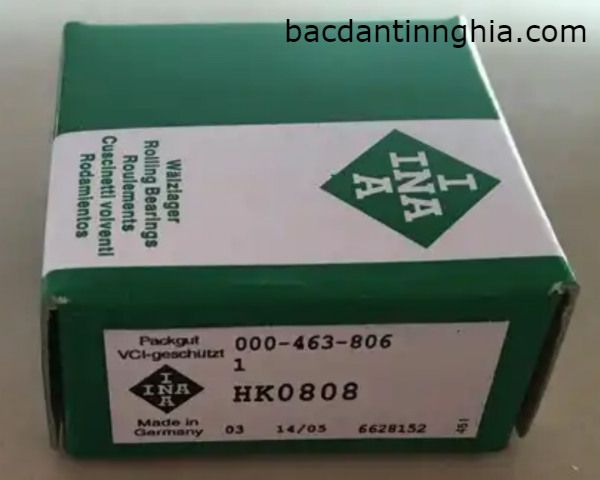 bacdantinnghia.com
Wälzlager
Rolling Bearings
Roulements
Cuscinetti volventi
Rodamientos
I
INA
A
Packgut
VCI-geschützt
000-463-806
1
I
INA
A
HK0808
Made in
Germany
03 14/05 6628152
451